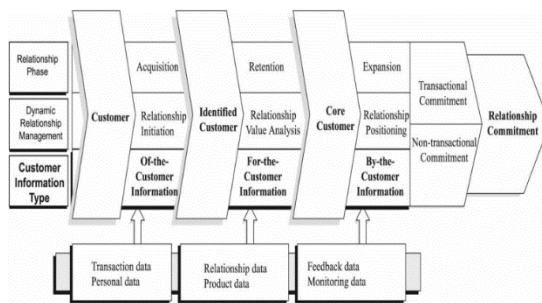 Relationship
Phase
Acquisition
Retention
Expansion
Dynamic
Relationship
Management
Customer
Relationship
Initiation
Identified
Customer
Relationship
Value Analysis
Core
Customer
Relationship
Positioning
Transactional
Commitment
Non-transactional
Commitment
Relationship
Commitment
Customer
Information
Type
Of-the-
Customer
Information
For-the-
Customer
Information
By-the-
Customer
Information
Transaction data
Personal data
Relationship data
Product data
Feedback data
Monitoring data